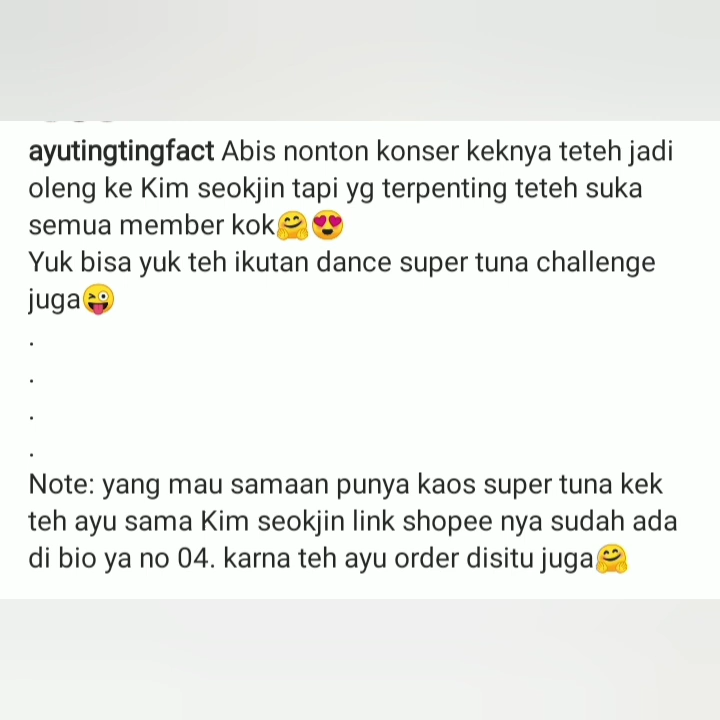 ayutingtingfact Abis nonton konser keknya teteh jadi
oleng ke Kim seokjin tapi yg terpenting teteh suka
semua member kok🤗😍
Yuk bisa yuk teh ikutan dance super tuna challenge
juga😜
.
.
.
.
Note: yang mau samaan punya kaos super tuna kek
teh ayu sama Kim seokjin link shopee nya sudah ada
di bio ya no 04. karna teh ayu order disitu juga🤗